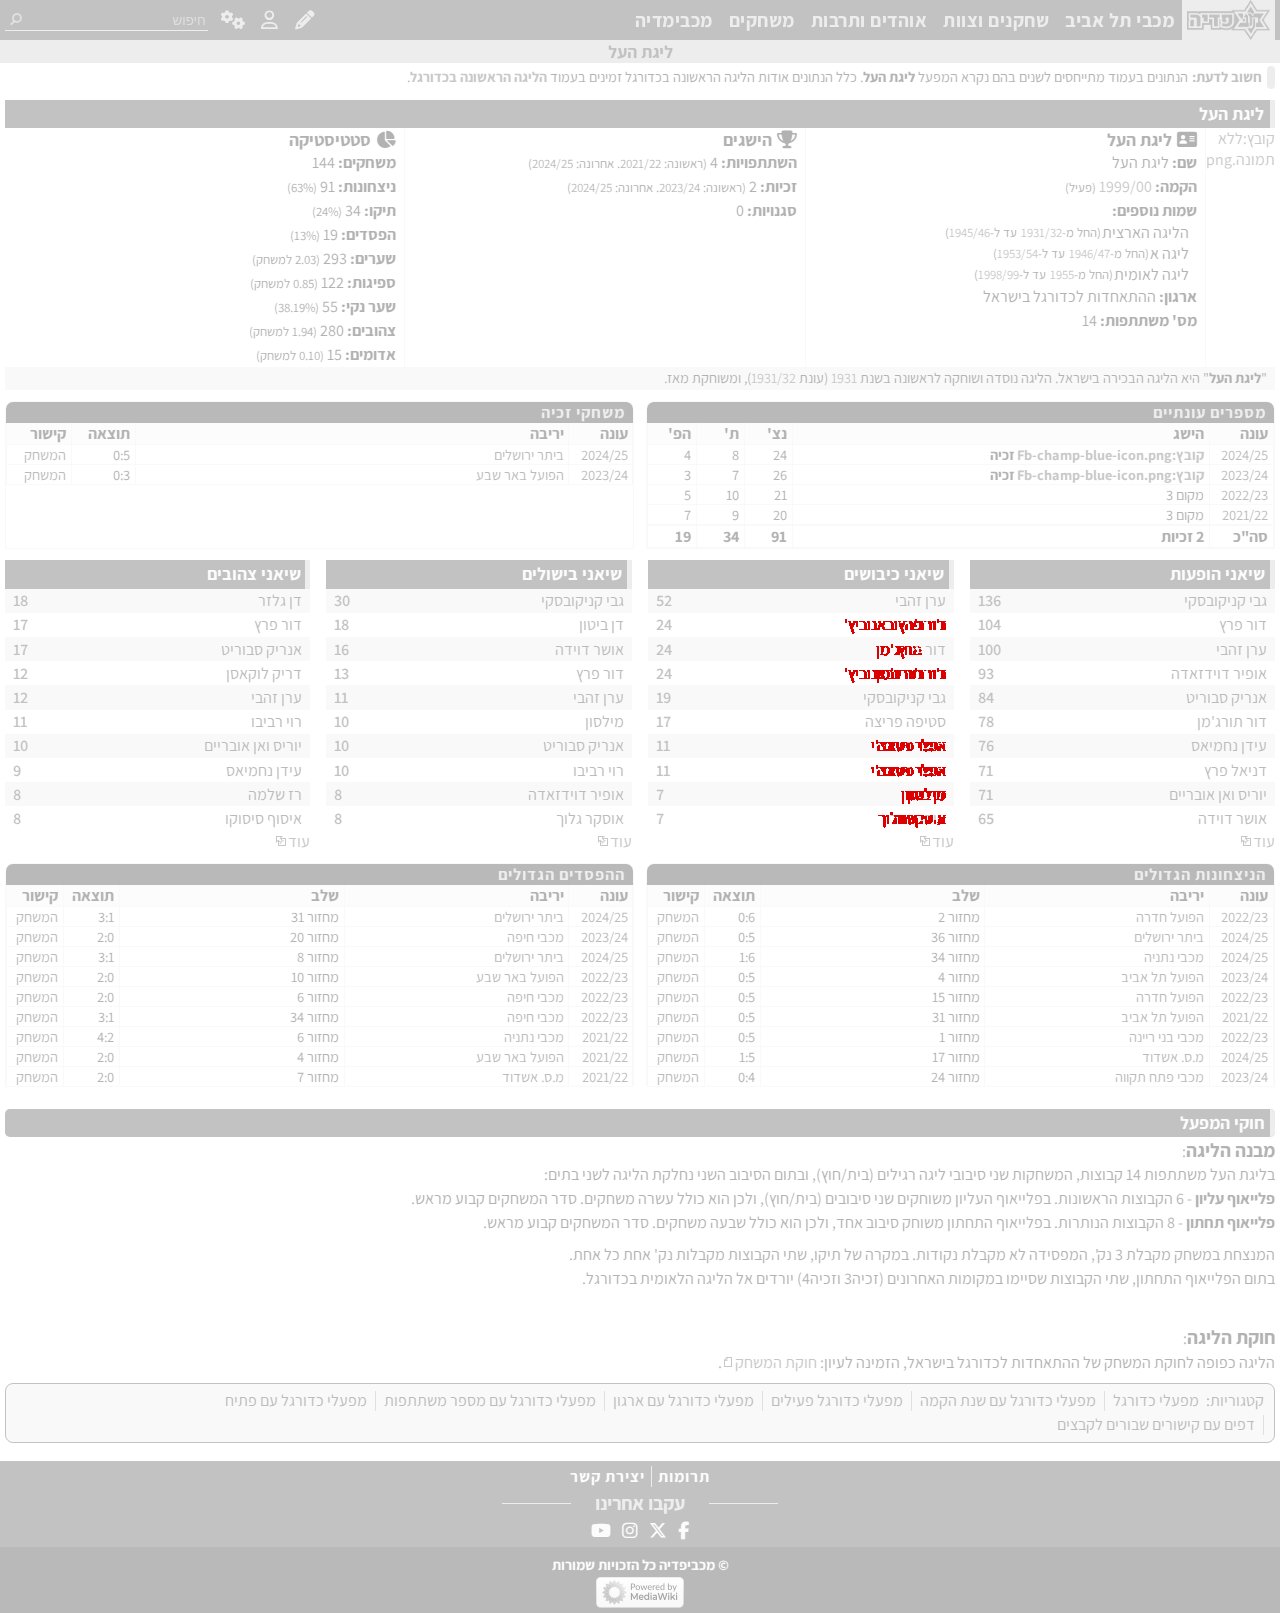 מכבי תל אביב
שחקנים וצוות
אוהדים ותרבות
משחקים
מכבימדיה
חיפוש
ליגת העל
חשוב לדעת: הנתונים בעמוד מתייחסים לשנים בהם נקרא המפעל ליגת העל. כלל הנתונים אודות הליגה הראשונה בכדורגל זמינים בעמוד הליגה הראשונה בכדורגל.
ליגת העל
קובץ:ללא
תמונה.png
ליגת העל
שם: ליגת העל
הקמה: 1999/00 (פעיל)
שמות נוספים:
הליגה הארצית (החל מ-1931/32 עד ל-1945/46)
ליגה א (החל מ-1946/47 עד ל-1953/54)
ליגה לאומית (החל מ-1955 עד ל-1998/99)
ארגון: ההתאחדות לכדורגל בישראל
מס' משתתפות: 14
הישגים
השתתפויות: 4 (ראשונה: 2021/22. אחרונה: 2024/25)
זכיות: 2 (ראשונה: 2023/24. אחרונה: 2024/25)
סגנויות: 0
סטטיסטיקה
משחקים: 144
ניצחונות: 91 (63%)
תיקו: 34 (24%)
הפסדים: 19 (13%)
שערים: 293 (2.03 למשחק)
ספיגות: 122 (0.85 למשחק)
שער נקי: 55 (38.19%)
צהובים: 280 (1.94 למשחק)
אדומים: 15 (0.10 למשחק)
"ליגת העל" היא הליגה הבכירה בישראל. הליגה נוסדה ושוחקה לראשונה בשנת 1931 (עונת 1931/32), ומשוחקת מאז.
מספרים עונתיים
עונה הישג נצ' ת' הפ'
2024/25 קובץ:Fb-champ-blue-icon.png זכיה 24 8 4
2023/24 קובץ:Fb-champ-blue-icon.png זכיה 26 7 3
2022/23 מקום 3 21 10 5
2021/22 מקום 3 20 9 7
סה"כ 2 זכיות 91 34 19
משחקי זכיה
עונה יריבה תוצאה קישור
2024/25 ביתר ירושלים 0:5 המשחק
2023/24 הפועל באר שבע 0:3 המשחק
שיאני הופעות
גבי קניקובסקי 136
דור פרץ 104
ערן זהבי 100
אופיר דוידזאדה 93
אנריק סבוריט 84
דור תורג'מן 78
עידן נחמיאס 76
דניאל פרץ 71
יוריס ואן אובריים 71
אושר דוידה 65
עוד
שיאני כיבושים
ערן זהבי 52
24
דור 24
24
גבי קניקובסקי 19
סטיפה פריצה 17
11
11
7
7
עוד
שיאני בישולים
גבי קניקובסקי 30
דן ביטון 18
אושר דוידה 16
דור פרץ 13
ערן זהבי 11
מילסון 10
אנריק סבוריט 10
רוי רביבו 10
אופיר דוידזאדה 8
אוסקר גלוך 8
עוד
שיאני צהובים
דן גלזר 18
דור פרץ 17
אנריק סבוריט 17
דריק לוקאסן 12
ערן זהבי 12
רוי רביבו 11
יוריס ואן אובריים 10
עידן נחמיאס 9
רז שלמה 8
איסוף סיסוקו 8
עוד
הניצחונות הגדולים
עונה יריבה שלב תוצאה קישור
2022/23 הפועל חדרה מחזור 2 0:6 המשחק
2024/25 ביתר ירושלים מחזור 36 0:5 המשחק
2024/25 מכבי נתניה מחזור 34 1:6 המשחק
2023/24 הפועל תל אביב מחזור 4 0:5 המשחק
2022/23 הפועל חדרה מחזור 15 0:5 המשחק
2021/22 הפועל תל אביב מחזור 31 0:5 המשחק
2022/23 מכבי בני ריינה מחזור 1 0:5 המשחק
2024/25 מ.ס. אשדוד מחזור 17 1:5 המשחק
2023/24 מכבי פתח תקווה מחזור 24 0:4 המשחק
ההפסדים הגדולים
עונה יריבה שלב תוצאה קישור
2024/25 ביתר ירושלים מחזור 31 3:1 המשחק
2023/24 מכבי חיפה מחזור 20 2:0 המשחק
2024/25 ביתר ירושלים מחזור 8 3:1 המשחק
2022/23 הפועל באר שבע מחזור 10 2:0 המשחק
2022/23 מכבי חיפה מחזור 6 2:0 המשחק
2022/23 מכבי חיפה מחזור 34 3:1 המשחק
2021/22 מכבי נתניה מחזור 6 4:2 המשחק
2021/22 הפועל באר שבע מחזור 4 2:0 המשחק
2021/22 מ.ס. אשדוד מחזור 7 2:0 המשחק
חוקי המפעל
מבנה הליגה:
בליגת העל משתתפות 14 קבוצות, המשחקות שני סיבובי ליגה רגילים (בית/חוץ), ובתום הסיבוב השני נחלקת הליגה לשני בתים:
פלייאוף עליון - 6 הקבוצות הראשונות. בפלייאוף העליון משוחקים שני סיבובים (בית/חוץ), ולכן הוא כולל עשרה משחקים. סדר המשחקים קבוע מראש.
פלייאוף תחתון - 8 הקבוצות הנותרות. בפלייאוף התחתון משוחק סיבוב אחד, ולכן הוא כולל שבעה משחקים. סדר המשחקים קבוע מראש.
המנצחת במשחק מקבלת 3 נק', המפסידה לא מקבלת נקודות. במקרה של תיקו, שתי הקבוצות מקבלות נק' אחת כל אחת.
בתום הפלייאוף התחתון, שתי הקבוצות שסיימו במקומות האחרונים (זכיה3 וזכיה4) יורדים אל הליגה הלאומית בכדורגל.
חוקת הליגה:
הליגה כפופה לחוקת המשחק של ההתאחדות לכדורגל בישראל, הזמינה לעיון: חוקת המשחק.
קטגוריות: מפעלי כדורגל | מפעלי כדורגל עם שנת הקמה | מפעלי כדורגל פעילים | מפעלי כדורגל עם ארגון | מפעלי כדורגל עם מספר משתתפות | מפעלי כדורגל עם פתיח
| דפים עם קישורים שבורים לקבצים
תרומות | יצירת קשר
עקבו אחרינו
© מכביפדיה כל הזכויות שמורות
Powered by
MediaWiki